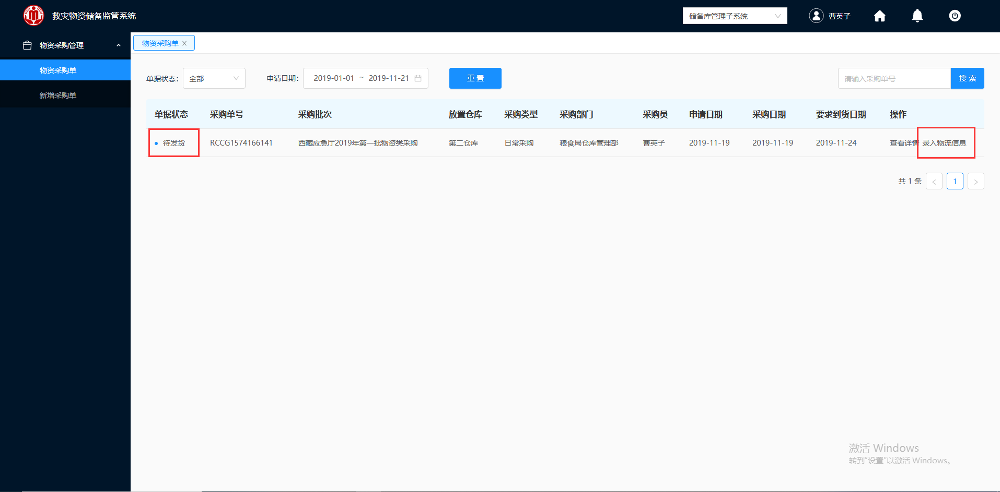 救灾物资储备监管系统
储备库管理子系统
曹英子
物资采购管理
物资采购单
新增采购单
物资采购单
单据状态: 全部
申请日期: 2019-01-01 ~ 2019-11-21
重 置
请输入采购单号
搜 索
单据状态 采购单号 采购批次 放置仓库 采购类型 采购部门 采购员 申请日期 采购日期 要求到货日期 操作
待发货 RCCG1574166141 西藏应急厅2019年第一批物资类采购 第二仓库 日常采购 粮食局仓库管理部 曹英子 2019-11-19 2019-11-19 2019-11-24 查看详情 录入物流信息
共 1 条 < 1 >
激活 Windows
转到"设置"以激活 Windows。